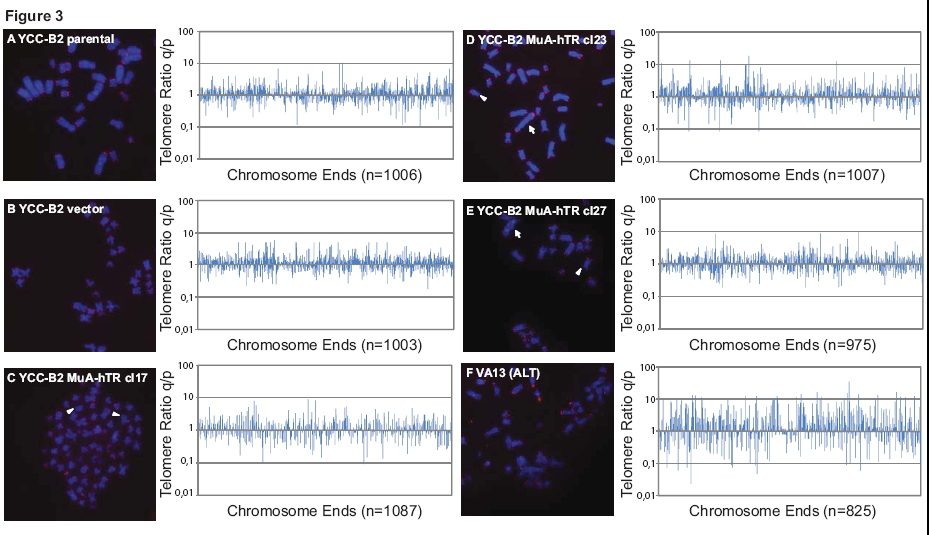 Figure 3
A YCC-B2 parental
Telomere Ratio q/p
100
10
1
0,1
0,01
Chromosome Ends (n=1006)
D YCC-B2 MuA-hTR cl23
Telomere Ratio q/p
100
10
1
0,1
0,01
Chromosome Ends (n=1007)
B YCC-B2 vector
Telomere Ratio q/p
100
10
1
0,1
0,01
Chromosome Ends (n=1003)
E YCC-B2 MuA-hTR cl27
Telomere Ratio q/p
100
10
1
0,1
0,01
Chromosome Ends (n=975)
C YCC-B2 MuA-hTR cl17
Telomere Ratio q/p
100
10
1
0,1
0,01
Chromosome Ends (n=1087)
F VA13 (ALT)
Telomere Ratio q/p
100
10
1
0,1
0,01
Chromosome Ends (n=825)